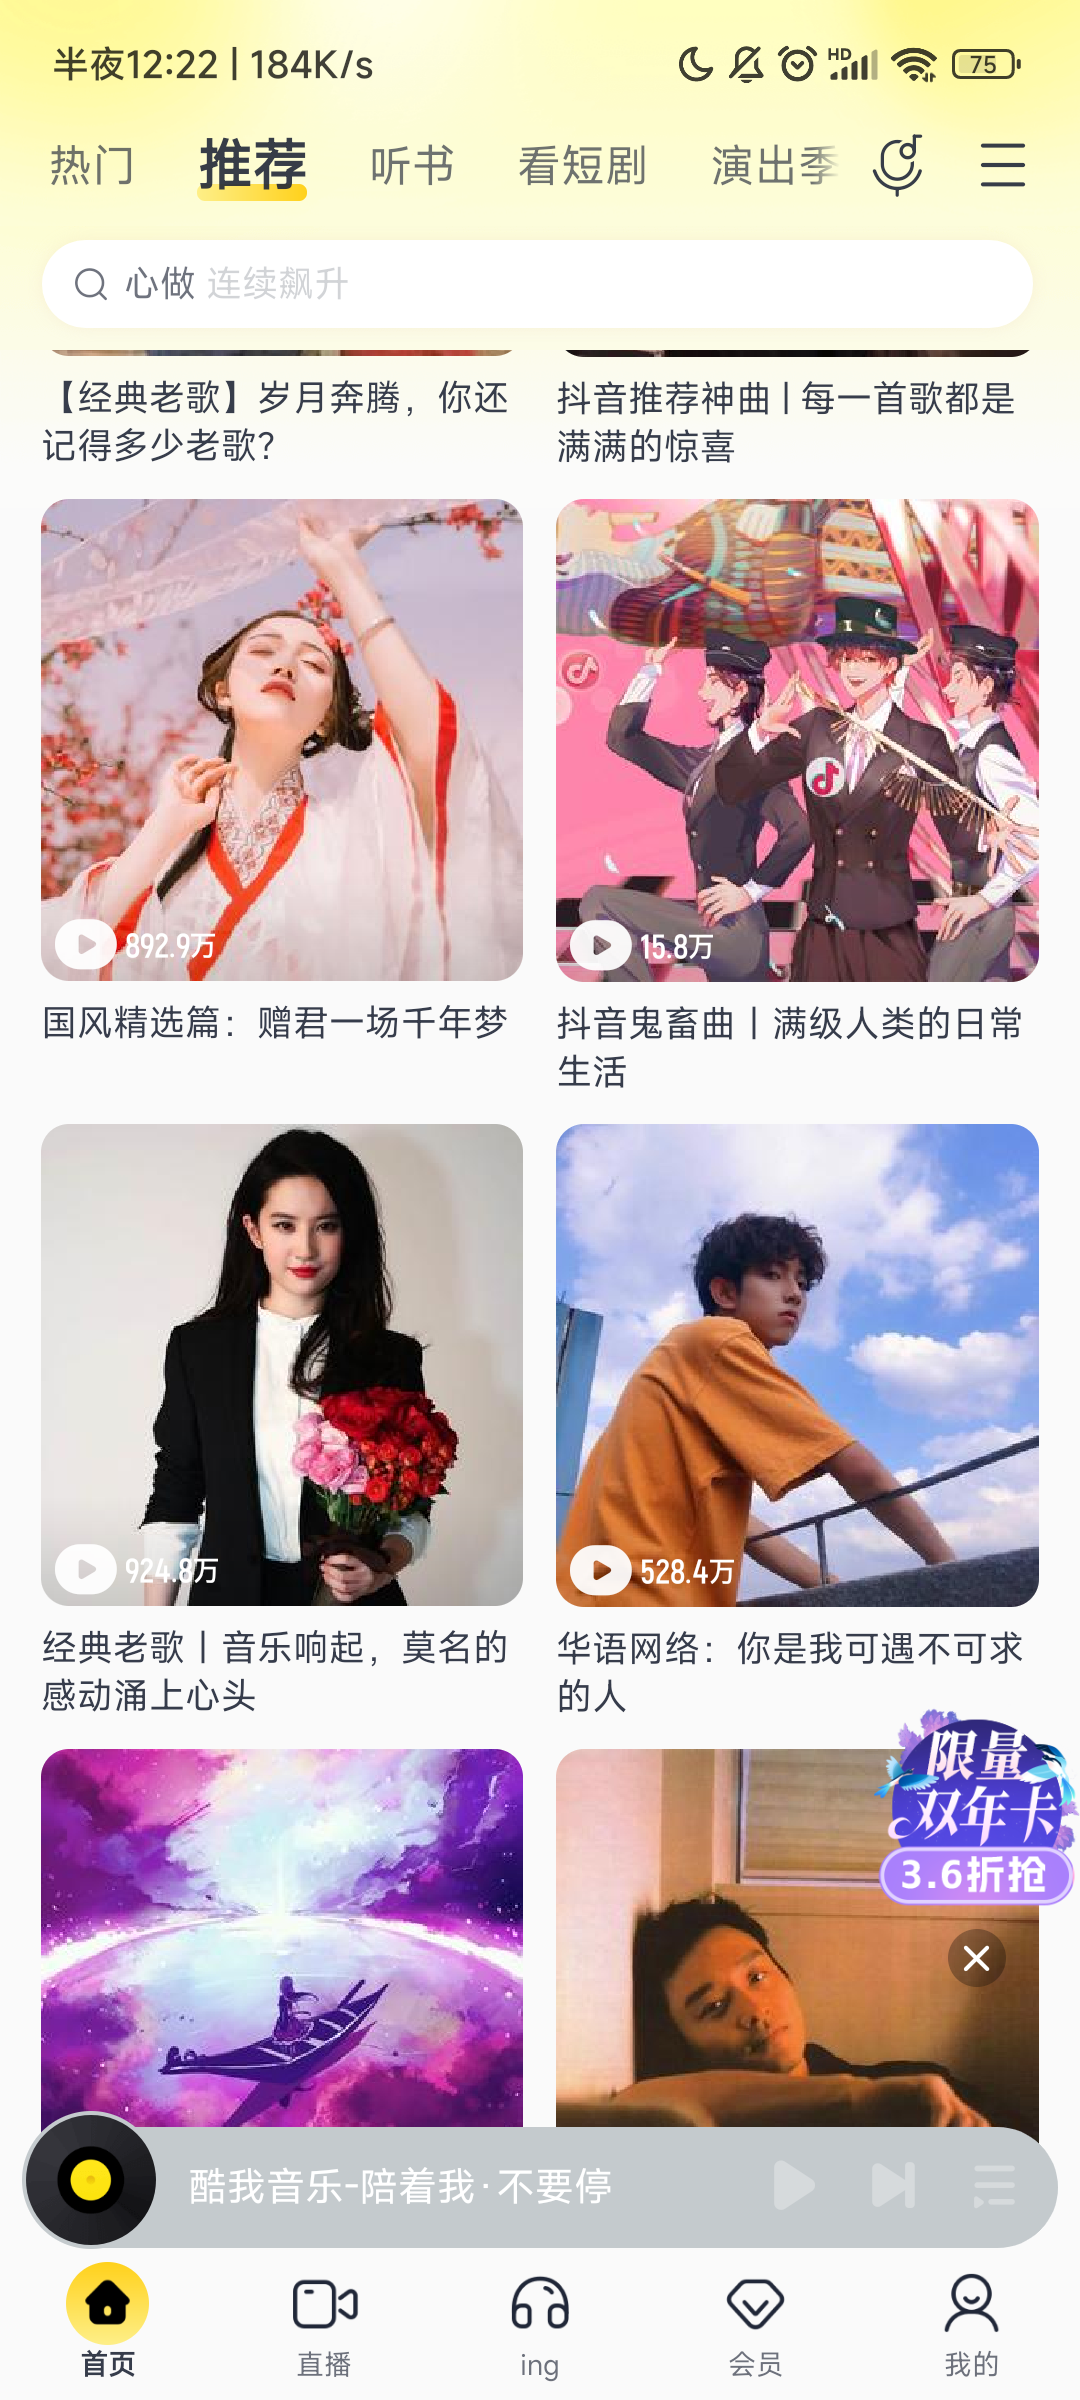 半夜12:22 | 184K/s
HD
75
热门 推荐 听书 看短剧 演出季
心做 连续飙升
【经典老歌】岁月奔腾，你还
记得多少老歌?
抖音推荐神曲 | 每一首歌都是
满满的惊喜
892.9万
国风精选篇：赠君一场千年梦
15.8万
抖音鬼畜曲丨满级人类的日常
生活
924.8万
经典老歌丨音乐响起，莫名的
感动涌上心头
528.4万
华语网络：你是我可遇不可求
的人
限量
双年卡
3.6折抢
酷我音乐-陪着我·不要停
首页 直播 ing 会员 我的